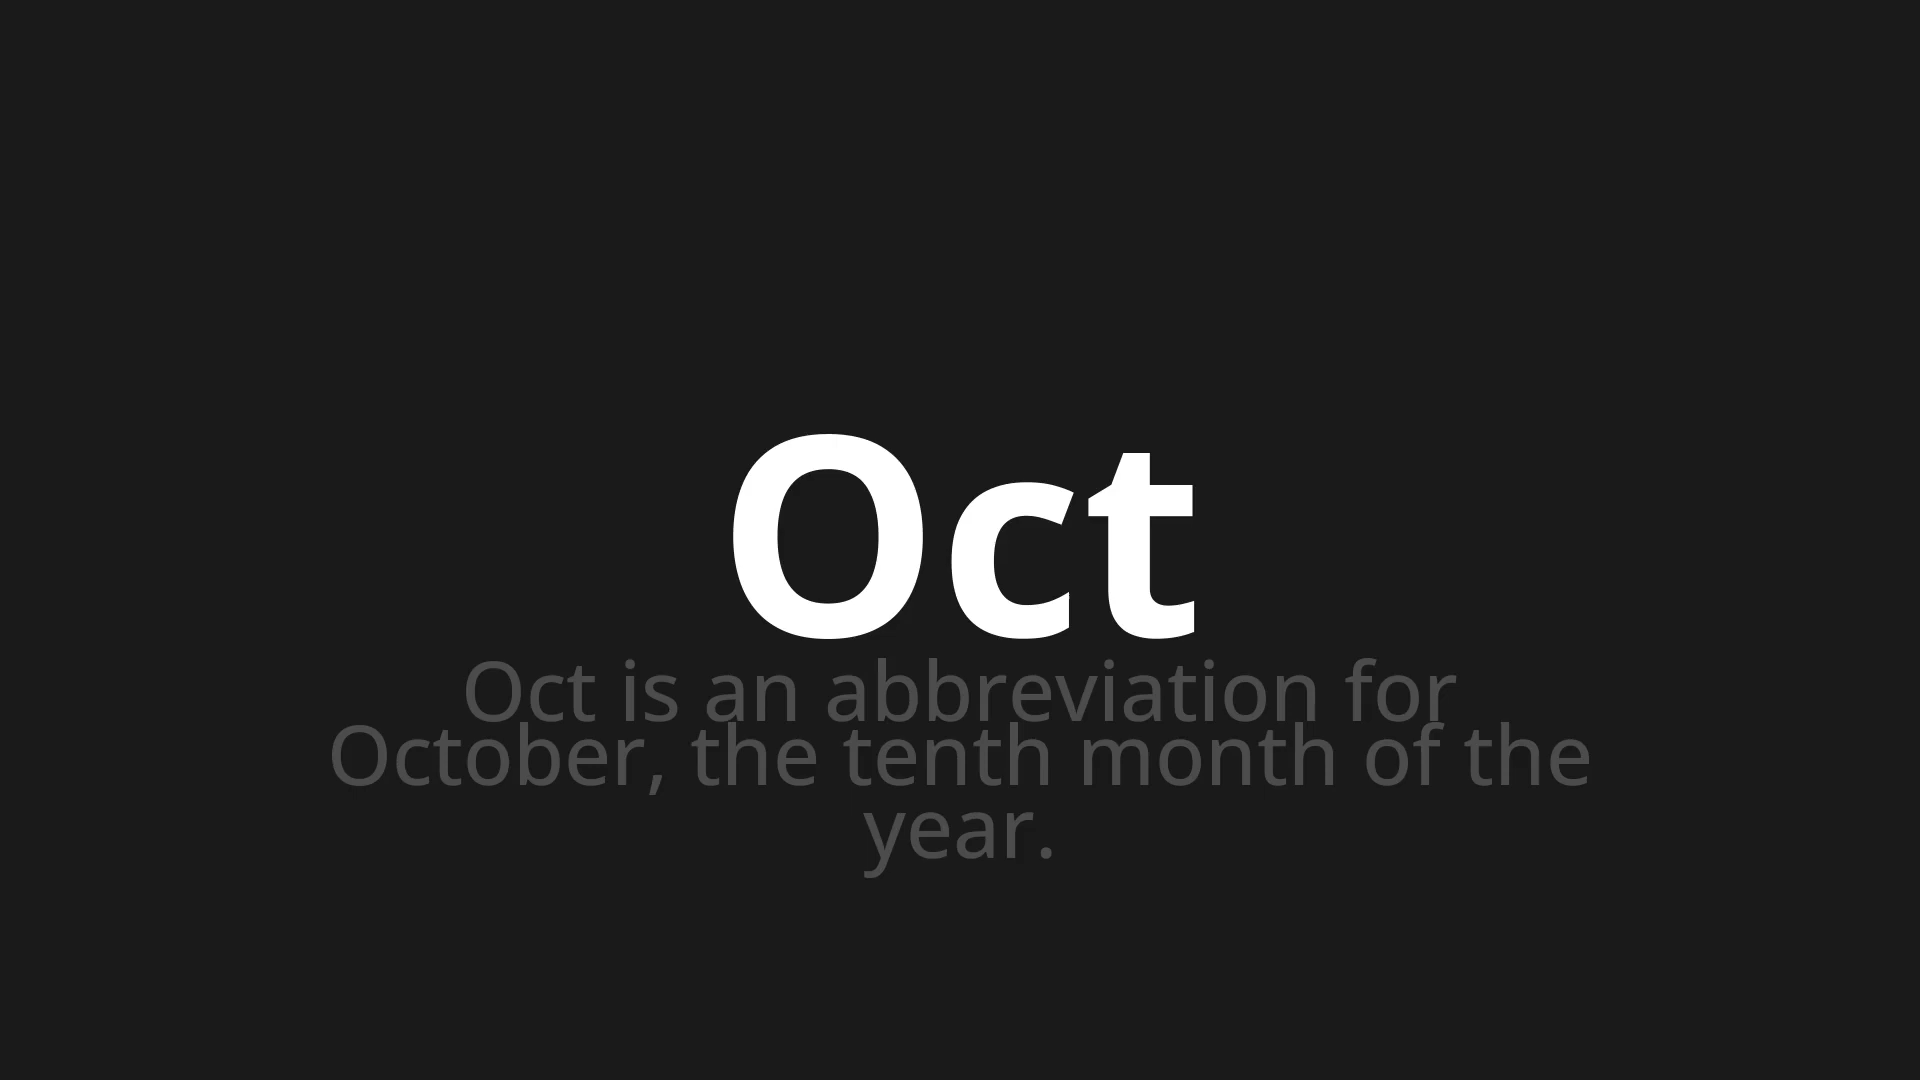 Oct
Oct is an abbreviation for
October, the tenth month of the
year.